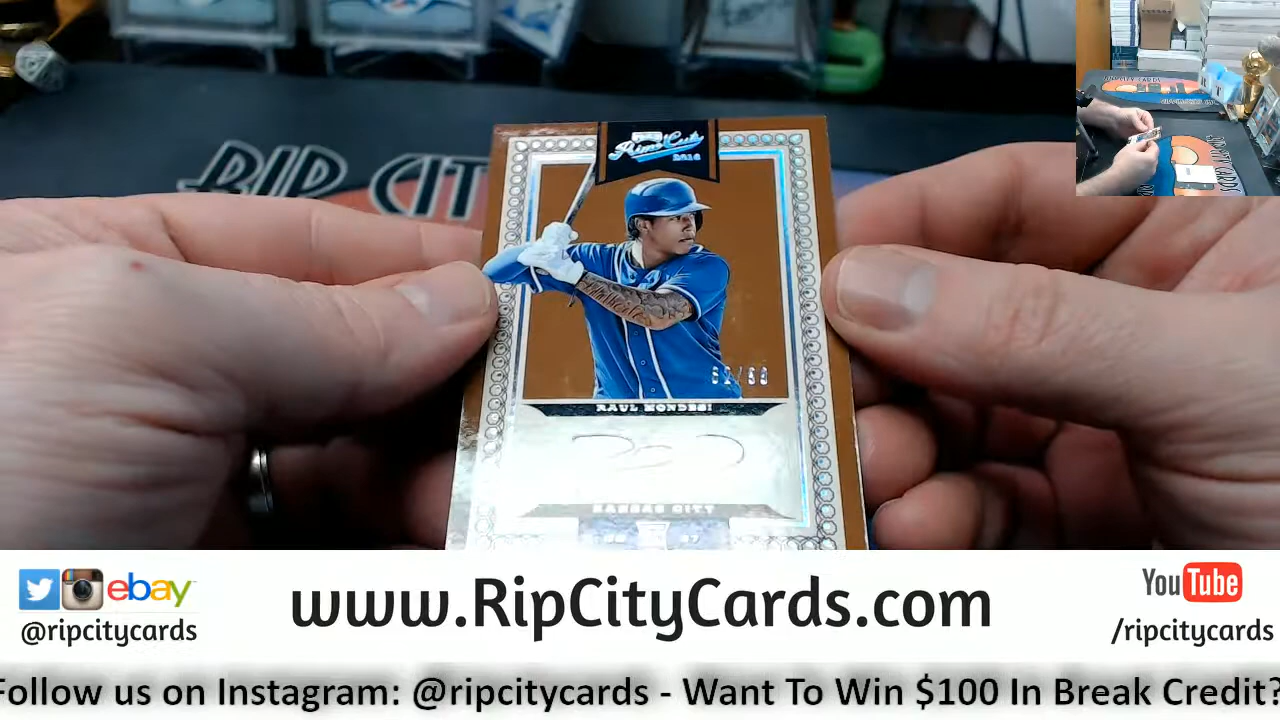 RIP CIT
Prime Cuts
2016
RAUL MONDESI
KANSAS CITY
ebay
@ripcitycards
www.RipCityCards.com
YouTube
/ripcitycards
Follow us on Instagram: @ripcitycards - Want To Win $100 In Break Credit?